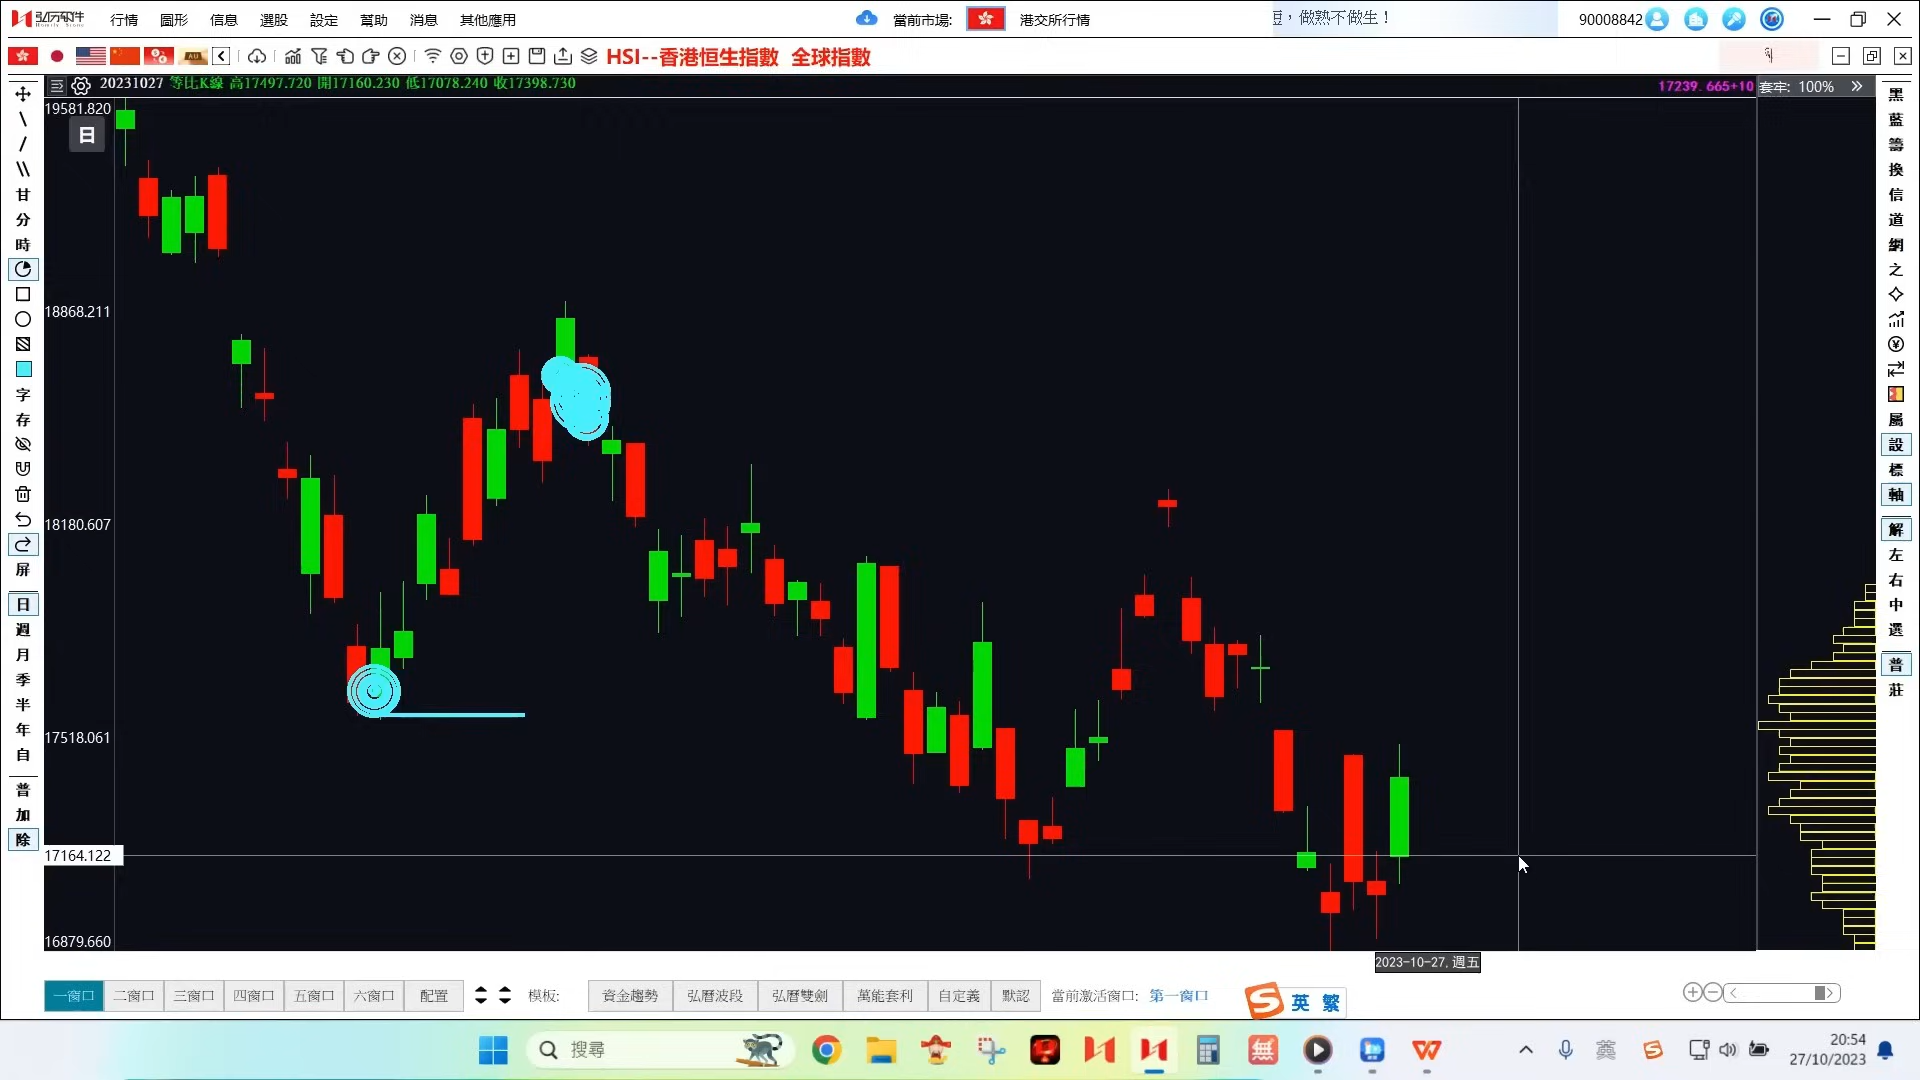 弘历软件 行情 圖形 信息 選股 設定 幫助 消息 其他應用 當前市場: 港交所行情 ，做熟不做生！ 90008842
HSI--香港恒生指數 全球指數
20231027 等比K線 高17497.720 開17160.230 低17078.240 收17398.730 17239.665+10 套牢: 100% »
日
19581.820
18868.211
18180.607
17518.061
17164.122
16879.660
甘
分
時
字
存
屏
日
週
月
季
半
年
自
普
加
除
黑
藍
籌
換
信
道
網
之
屬
設
標
軸
解
左
右
中
選
普
莊
2023-10-27,週五
一窗口 二窗口 三窗口 四窗口 五窗口 六窗口 配置 模板: 資金趨勢 弘曆波段 弘曆雙劍 萬能套利 自定義 默認 當前激活窗口: 第一窗口
英 繁
搜尋
英
20:54
27/10/2023